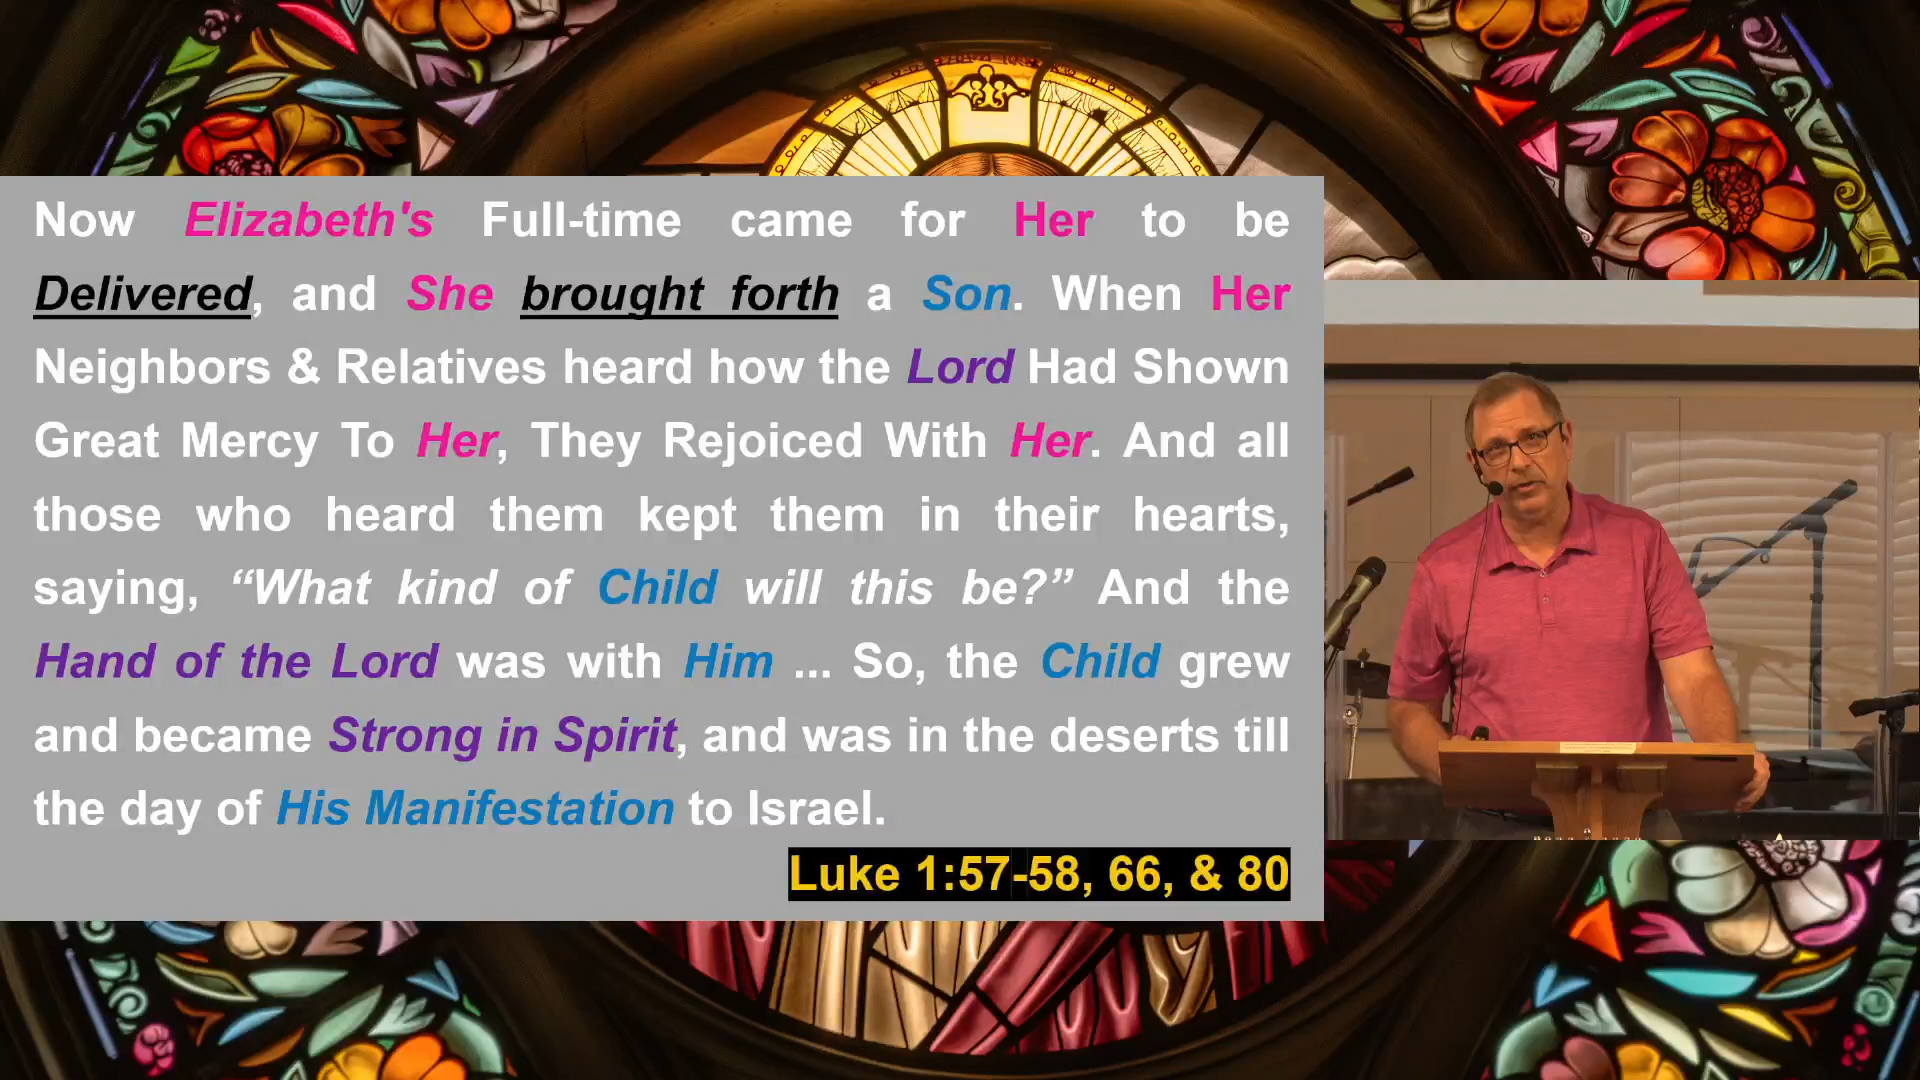 Now Elizabeth's Full-time came for Her to be
Delivered, and She brought forth a Son. When Her
Neighbors & Relatives heard how the Lord Had Shown
Great Mercy To Her, They Rejoiced With Her. And all
those who heard them kept them in their hearts,
saying, “What kind of Child will this be?” And the
Hand of the Lord was with Him ... So, the Child grew
and became Strong in Spirit, and was in the deserts till
the day of His Manifestation to Israel.
Luke 1:57-58, 66, & 80